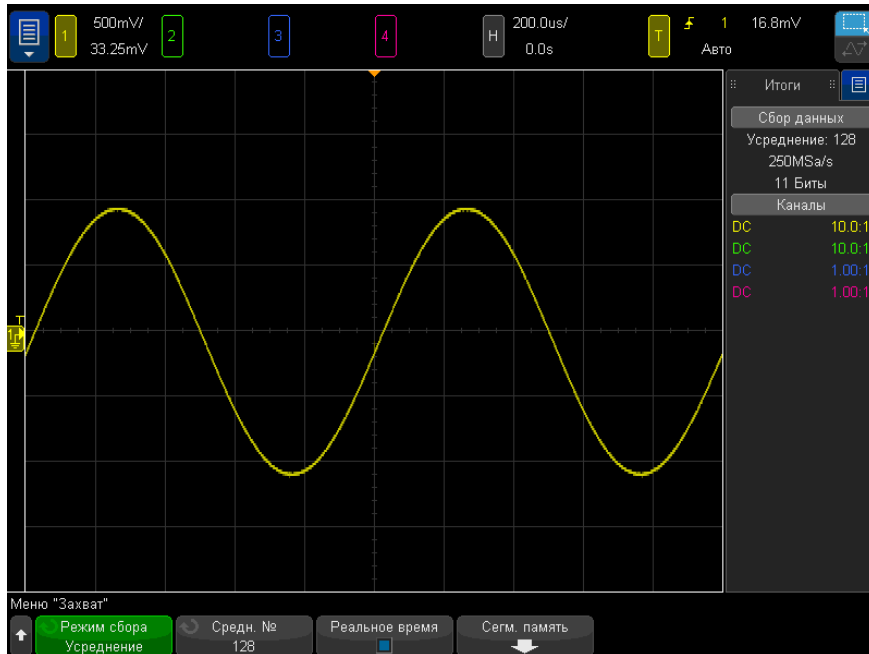 1
500mV/
33.25mV
2
3
4
H
200.0us/
0.0s
T
1
16.8mV
Авто
Итоги
Сбор данных
Усреднение: 128
250MSa/s
11 Биты
Каналы
DC 10.0:1
DC 10.0:1
DC 1.00:1
DC 1.00:1
T
1
Меню "Захват"
Режим сбора
Усреднение
Средн. №
128
Реальное время
Сегм. память